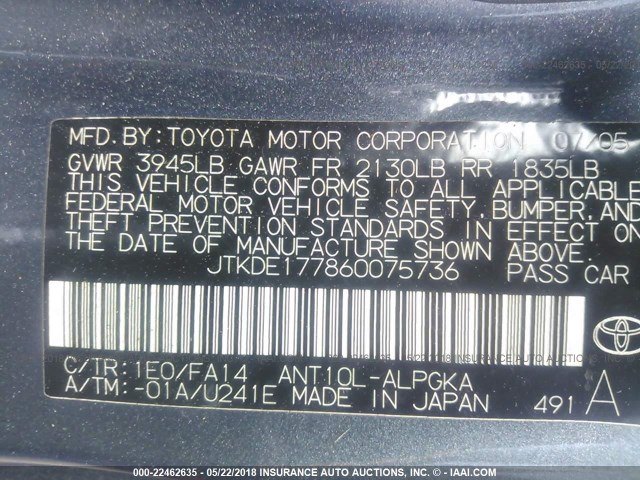 MFD. BY: TOYOTA MOTOR CORPORATION 07/05
GVWR 3945LB GAWR FR 2130LB RR 1835LB
THIS VEHICLE CONFORMS TO ALL APPLICABLE
FEDERAL MOTOR VEHICLE SAFETY, BUMPER, AND
THEFT PREVENTION STANDARDS IN EFFECT ON
THE DATE OF MANUFACTURE SHOWN ABOVE.
JTKDE177860075736 PASS CAR
C/TR: 1E0/FA14 ANT10L-ALPGKA
A/TM: -01A/U241E MADE IN JAPAN 491 A
000-22462635 - 05/22/2018 INSURANCE AUTO AUCTIONS, INC. - © - IAAI.COM